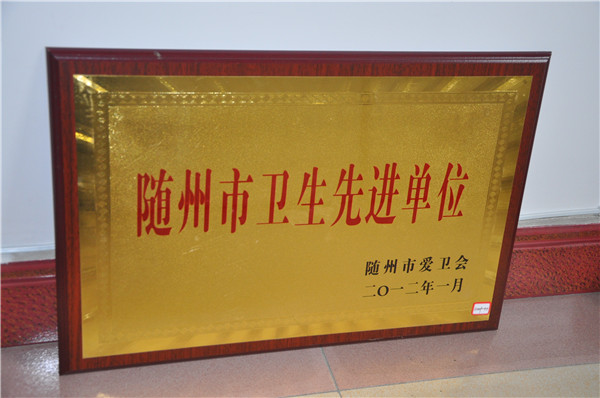 随州市卫生先进单位
随州市爱卫会
二〇一二年一月